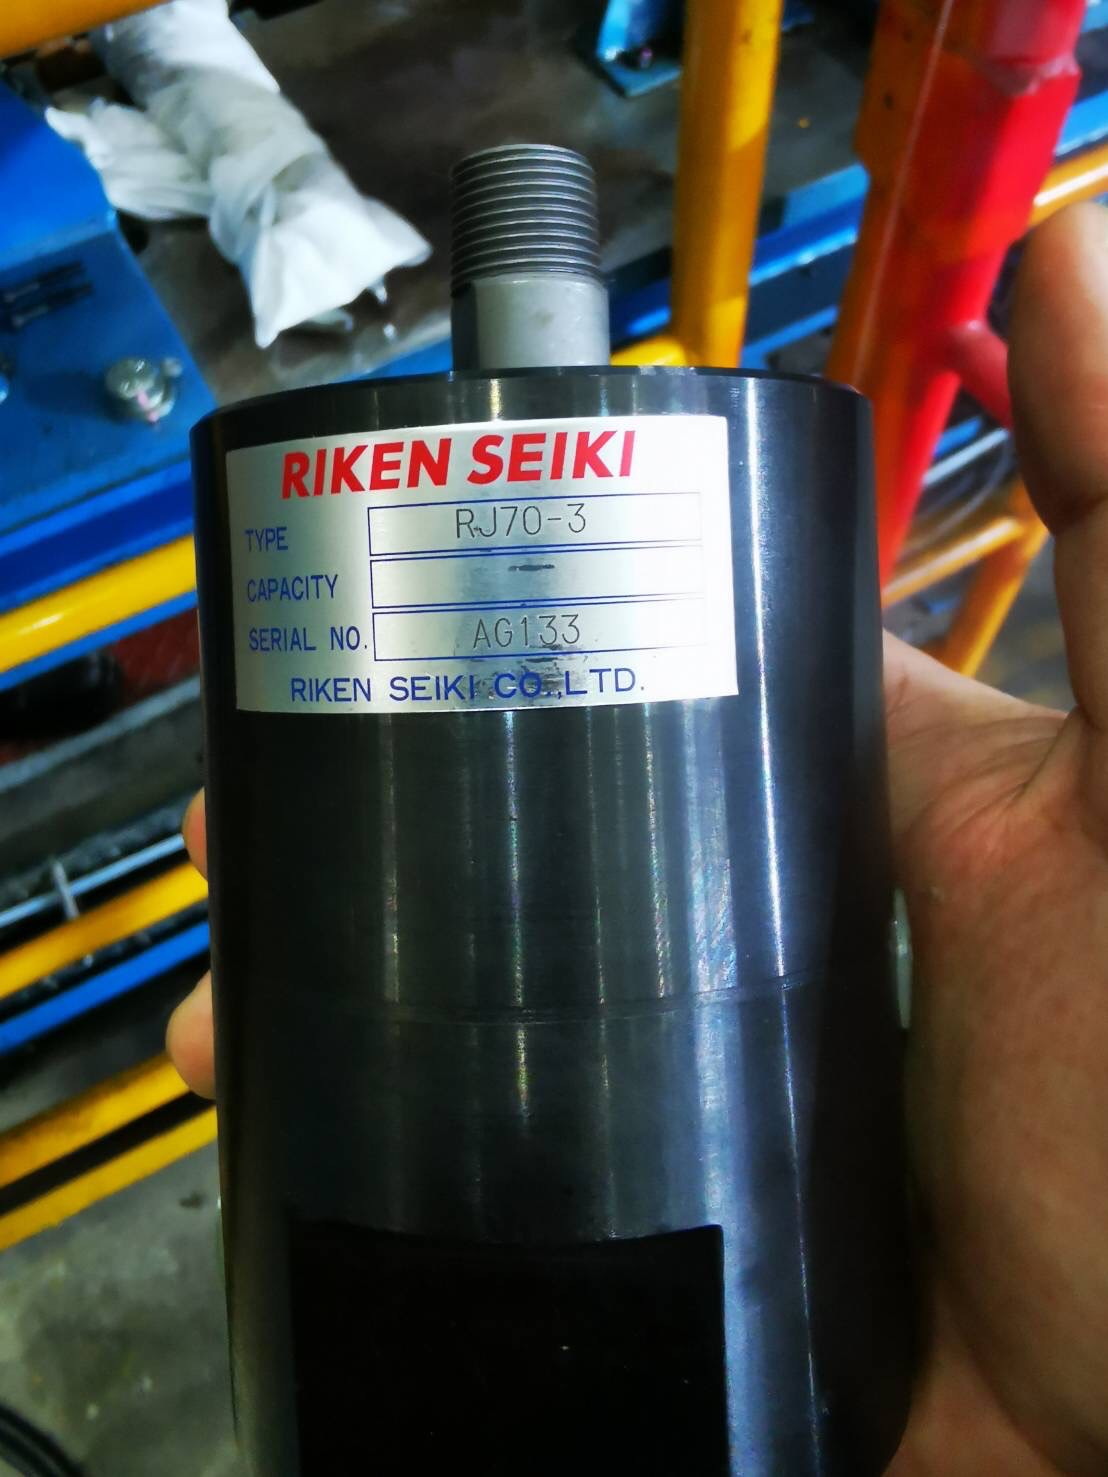 RIKEN SEIKI
TYPE RJ70-3
CAPACITY
SERIAL NO. AG133
RIKEN SEIKI CO.,LTD.